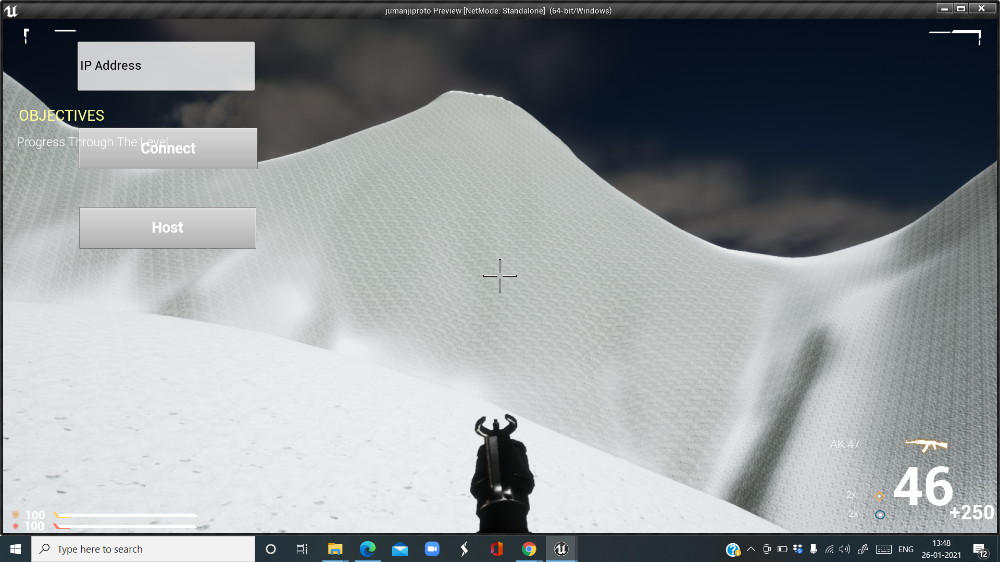 jumanjiproto Preview [NetMode: Standalone] (64-bit/Windows)
IP Address
OBJECTIVES
Progress Through The Level
Connect
Host
AK 47
46
2x
+250
2x
100
100
Type here to search
ENG
13:48
26-01-2021
12